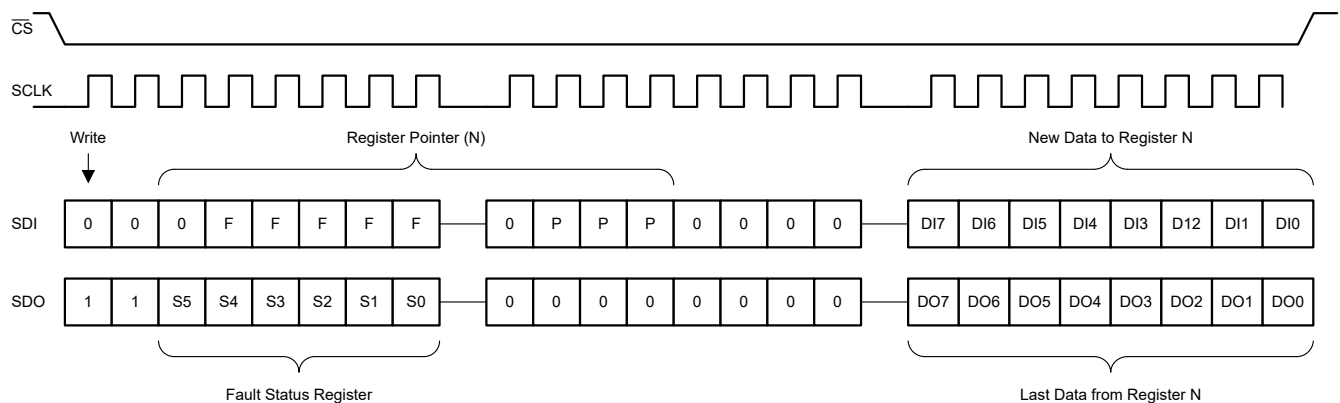 CS
SCLK
Write
Register Pointer (N)
New Data to Register N
SDI 0 0 0 F F F F F 0 P P P 0 0 0 0 DI7 DI6 DI5 DI4 DI3 D12 DI1 DI0
SDO 1 1 S5 S4 S3 S2 S1 S0 0 0 0 0 0 0 0 0 DO7 DO6 DO5 DO4 DO3 DO2 DO1 DO0
Fault Status Register
Last Data from Register N